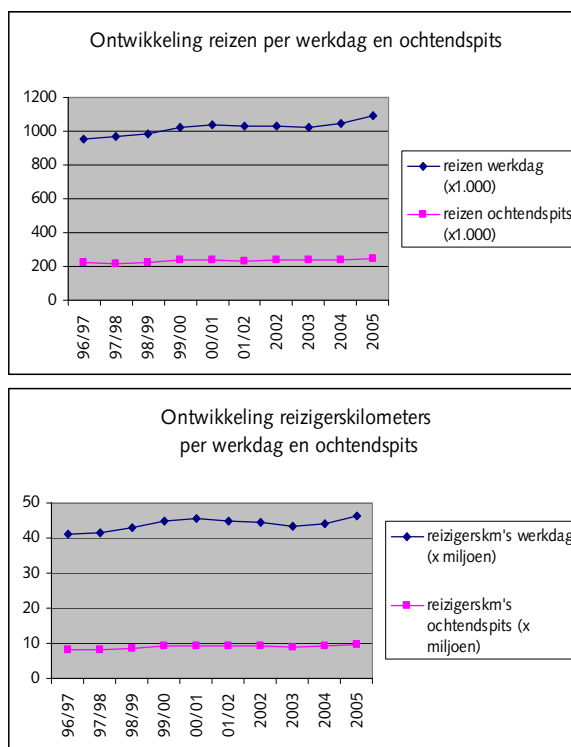 Ontwikkeling reizen per werkdag en ochtendspits
1200
1000
800
600
400
200
0
96/97
97/98
98/99
99/00
00/01
01/02
2002
2003
2004
2005
reizen werkdag
(x1.000)
reizen ochtendspits
(x1.000)
Ontwikkeling reizigerskilometers
per werkdag en ochtendspits
50
40
30
20
10
0
96/97
97/98
98/99
99/00
00/01
01/02
2002
2003
2004
2005
reizigerskm's werkdag
(x miljoen)
reizigerskm's
ochtendspits (x
miljoen)